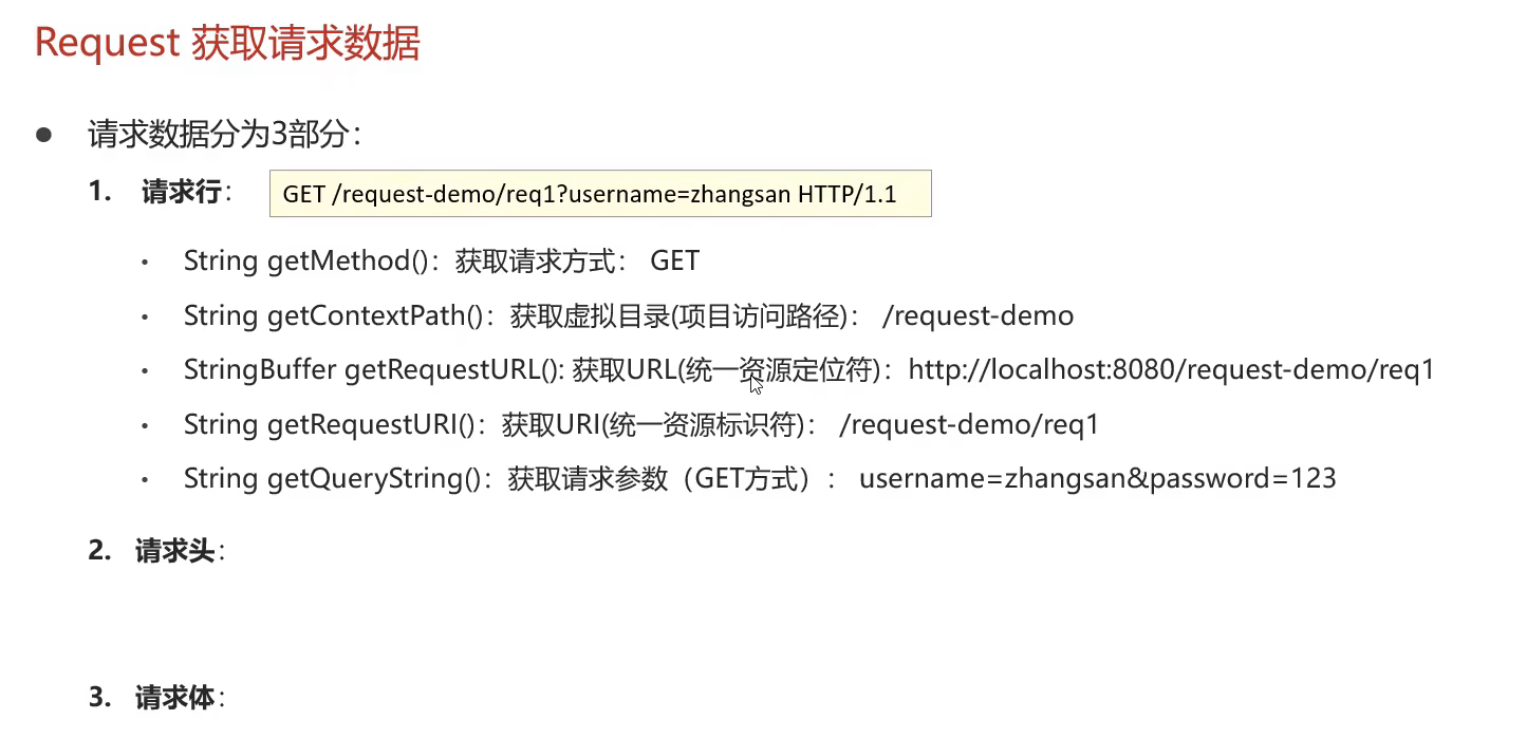 Request 获取请求数据
● 请求数据分为3部分：
1. 请求行： GET /request-demo/req1?username=zhangsan HTTP/1.1
• String getMethod()：获取请求方式： GET
• String getContextPath()：获取虚拟目录(项目访问路径)： /request-demo
• StringBuffer getRequestURL(): 获取URL(统一资源定位符)：http://localhost:8080/request-demo/req1
• String getRequestURI()：获取URI(统一资源标识符)： /request-demo/req1
• String getQueryString()：获取请求参数（GET方式）： username=zhangsan&password=123
2. 请求头：
3. 请求体：